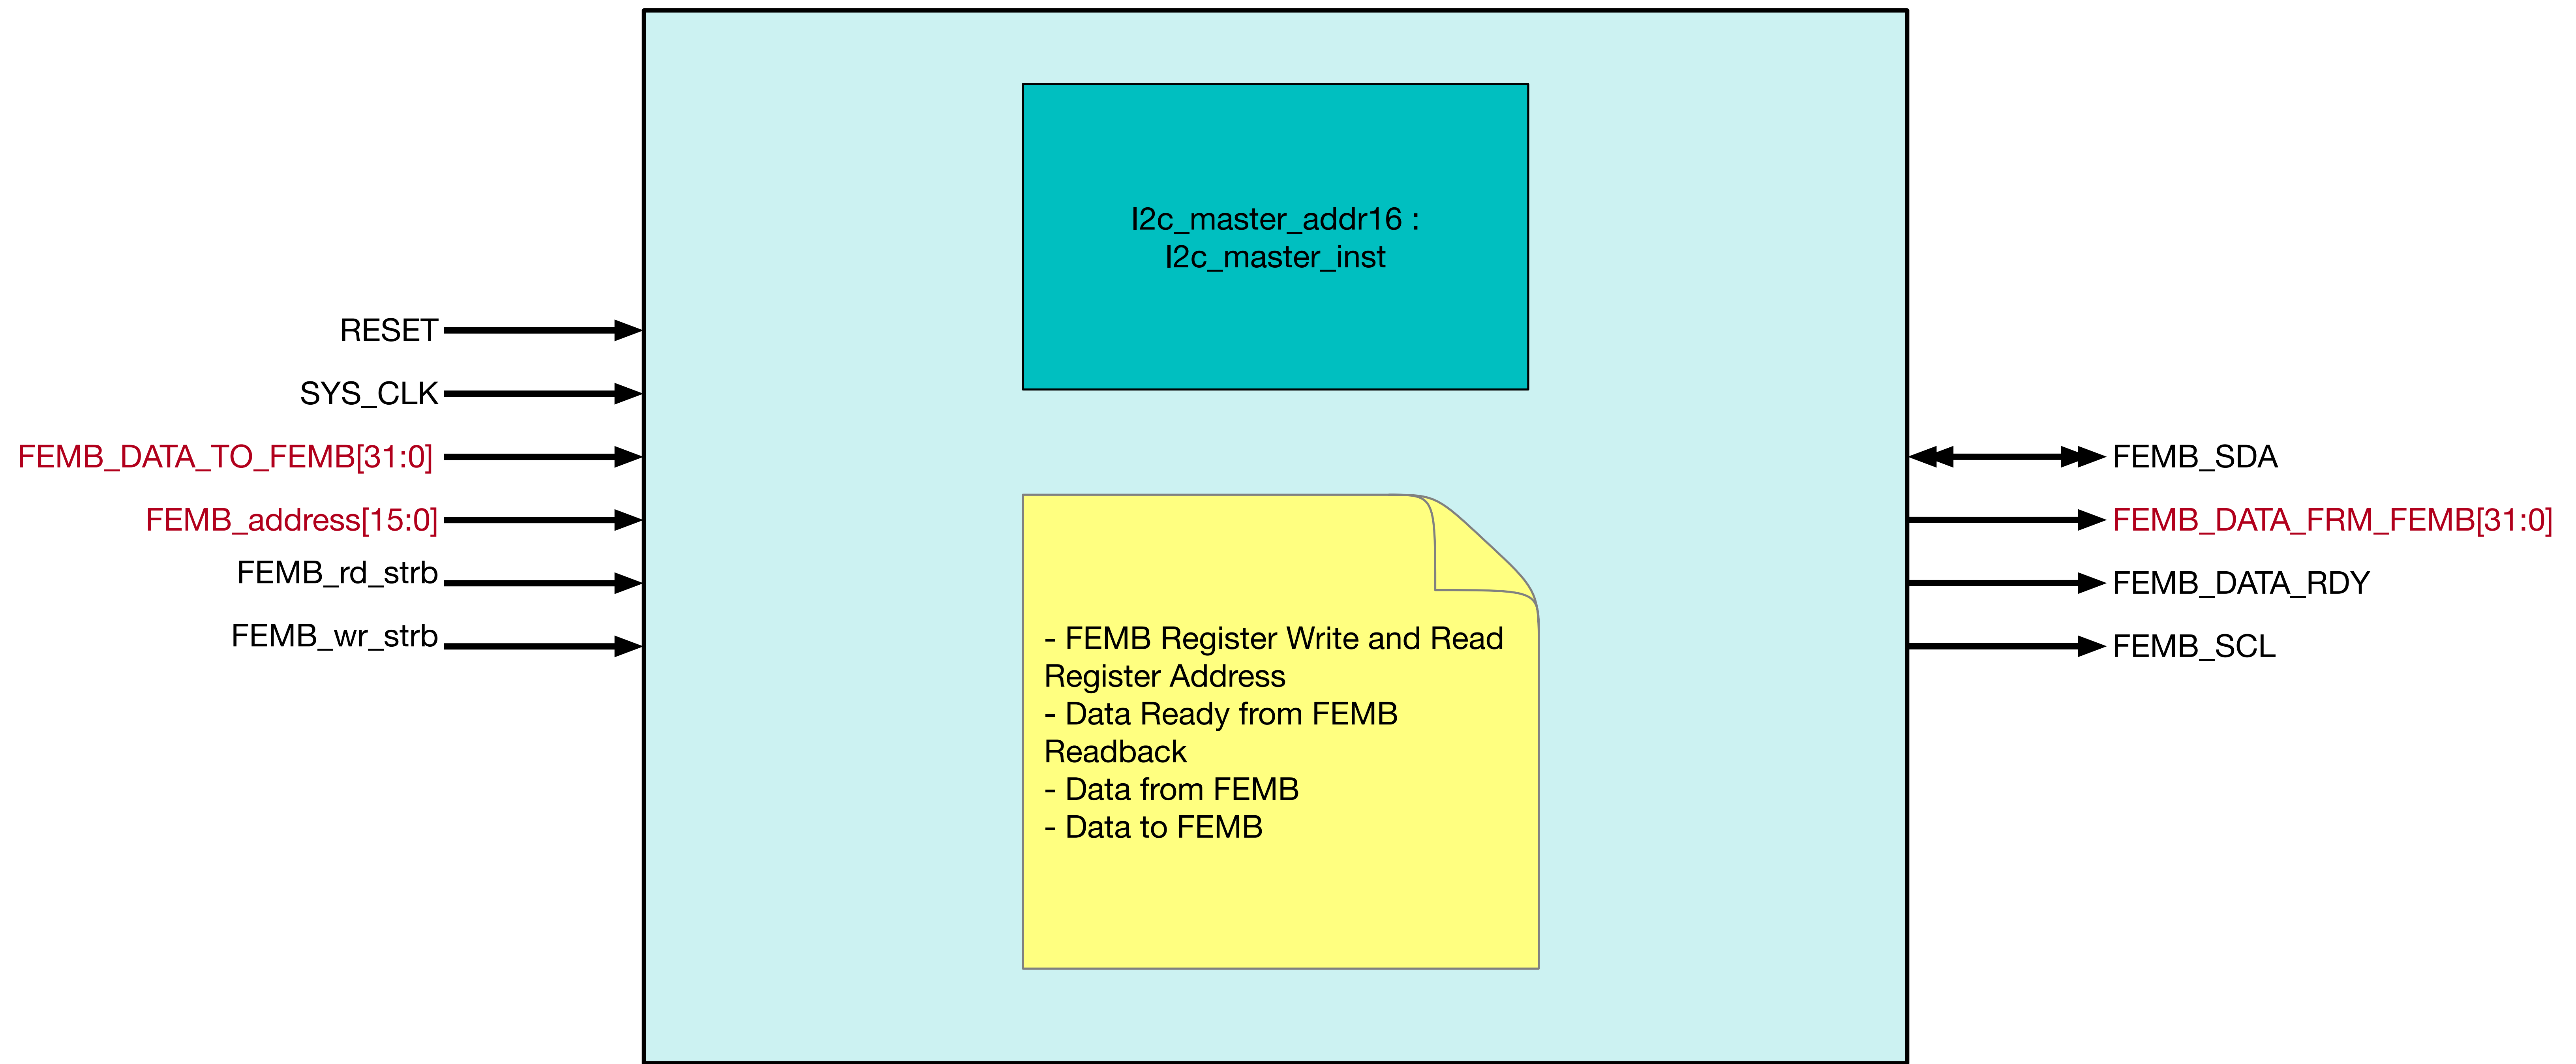 I2c_master_addr16 :
I2c_master_inst
RESET
SYS_CLK
FEMB_DATA_TO_FEMB[31:0]
FEMB_address[15:0]
FEMB_rd_strb
FEMB_wr_strb
- FEMB Register Write and Read
Register Address
- Data Ready from FEMB
Readback
- Data from FEMB
- Data to FEMB
FEMB_SDA
FEMB_DATA_FRM_FEMB[31:0]
FEMB_DATA_RDY
FEMB_SCL